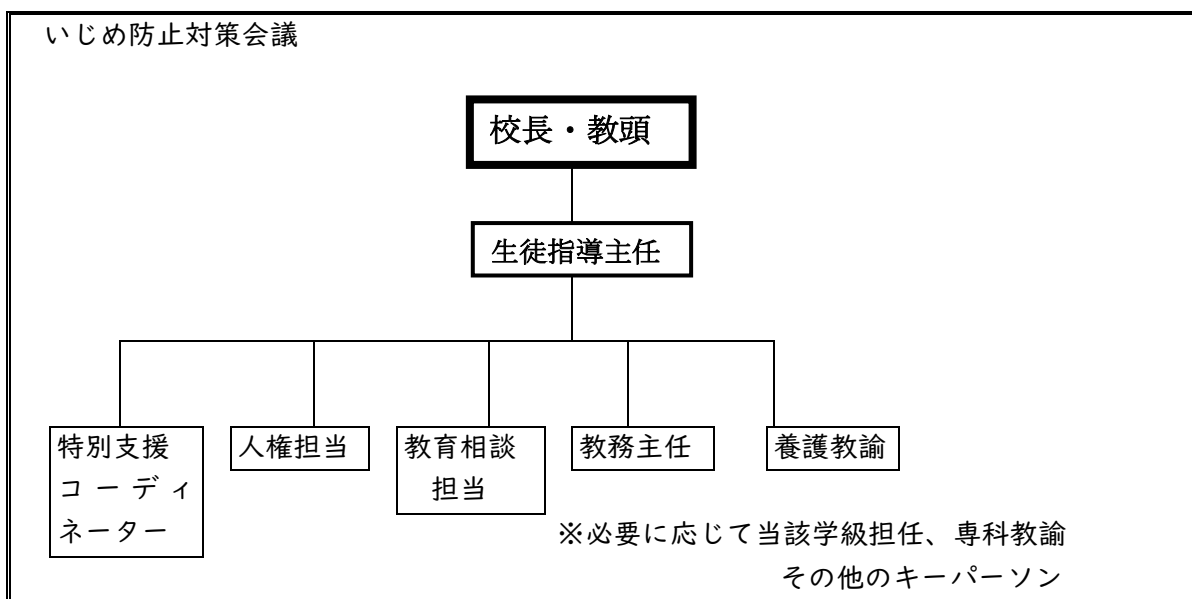 いじめ防止対策会議
校長・教頭
生徒指導主任
特別支援
コーディ
ネーター
人権担当
教育相談
担当
教務主任
養護教諭
※必要に応じて当該学級担任、専科教諭
その他のキーパーソン